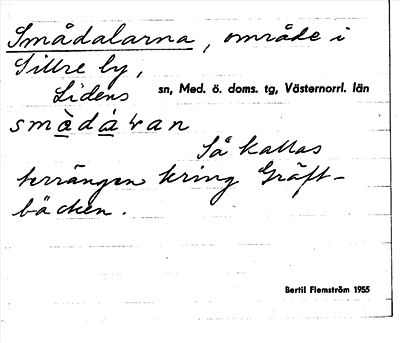 Smådalarna, område i
Sillre by,
Lidens sn, Med. ö. doms. tg, Västernorrl. län
smàdáran
Så kallas
terrängen kring Gräft-
bäcken.
Bertil Flemström 1955